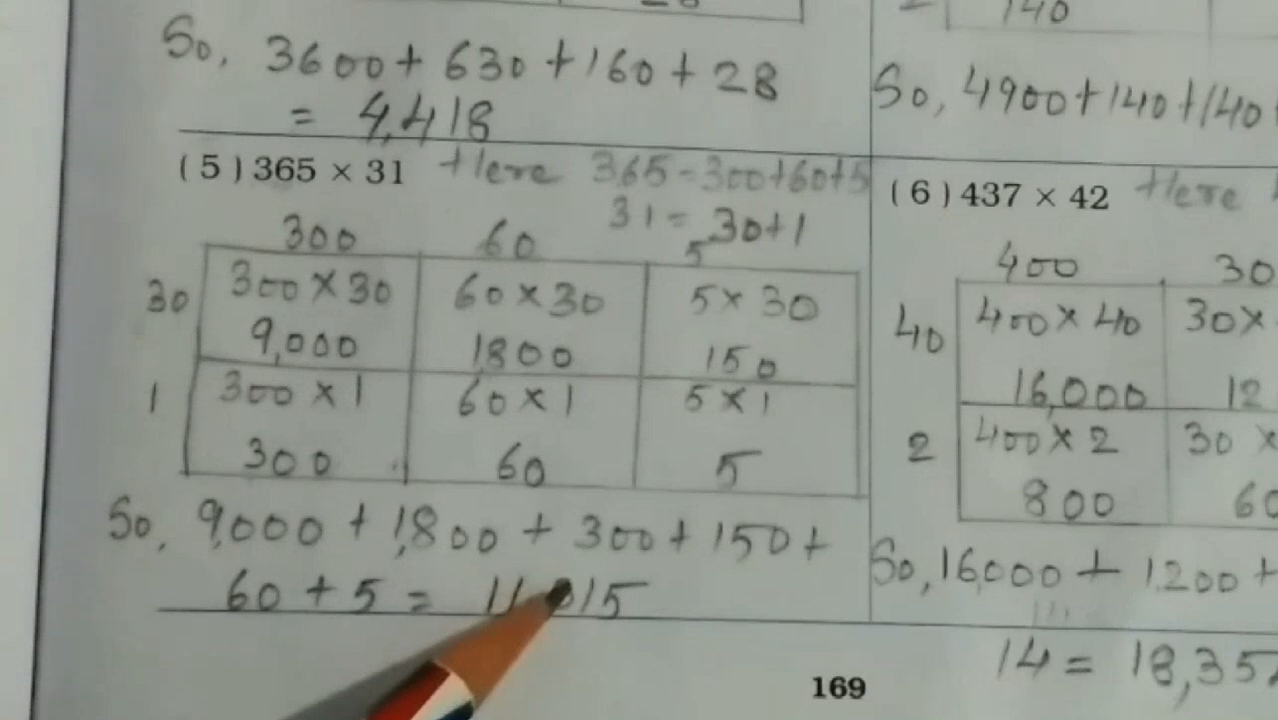 So, 3600 + 630 + 160 + 28
= 4,418
(5) 365 × 31 Here 365 = 300+60+5
31 = 30+1
300 60 5
30 300 × 30 60 × 30 5 × 30
9,000 1,800 150
1 300 × 1 60 × 1 5 × 1
300 60 5
So, 9,000 + 1,800 + 300 + 150 +
60 + 5 =
140
So, 4900 + 140 + 140
(6) 437 × 42 Here
400 30
40 400 × 40 30 ×
16,000 12
2 400 × 2 30 ×
800 60
So, 16,000 + 1,200 +
14 = 18,35
169